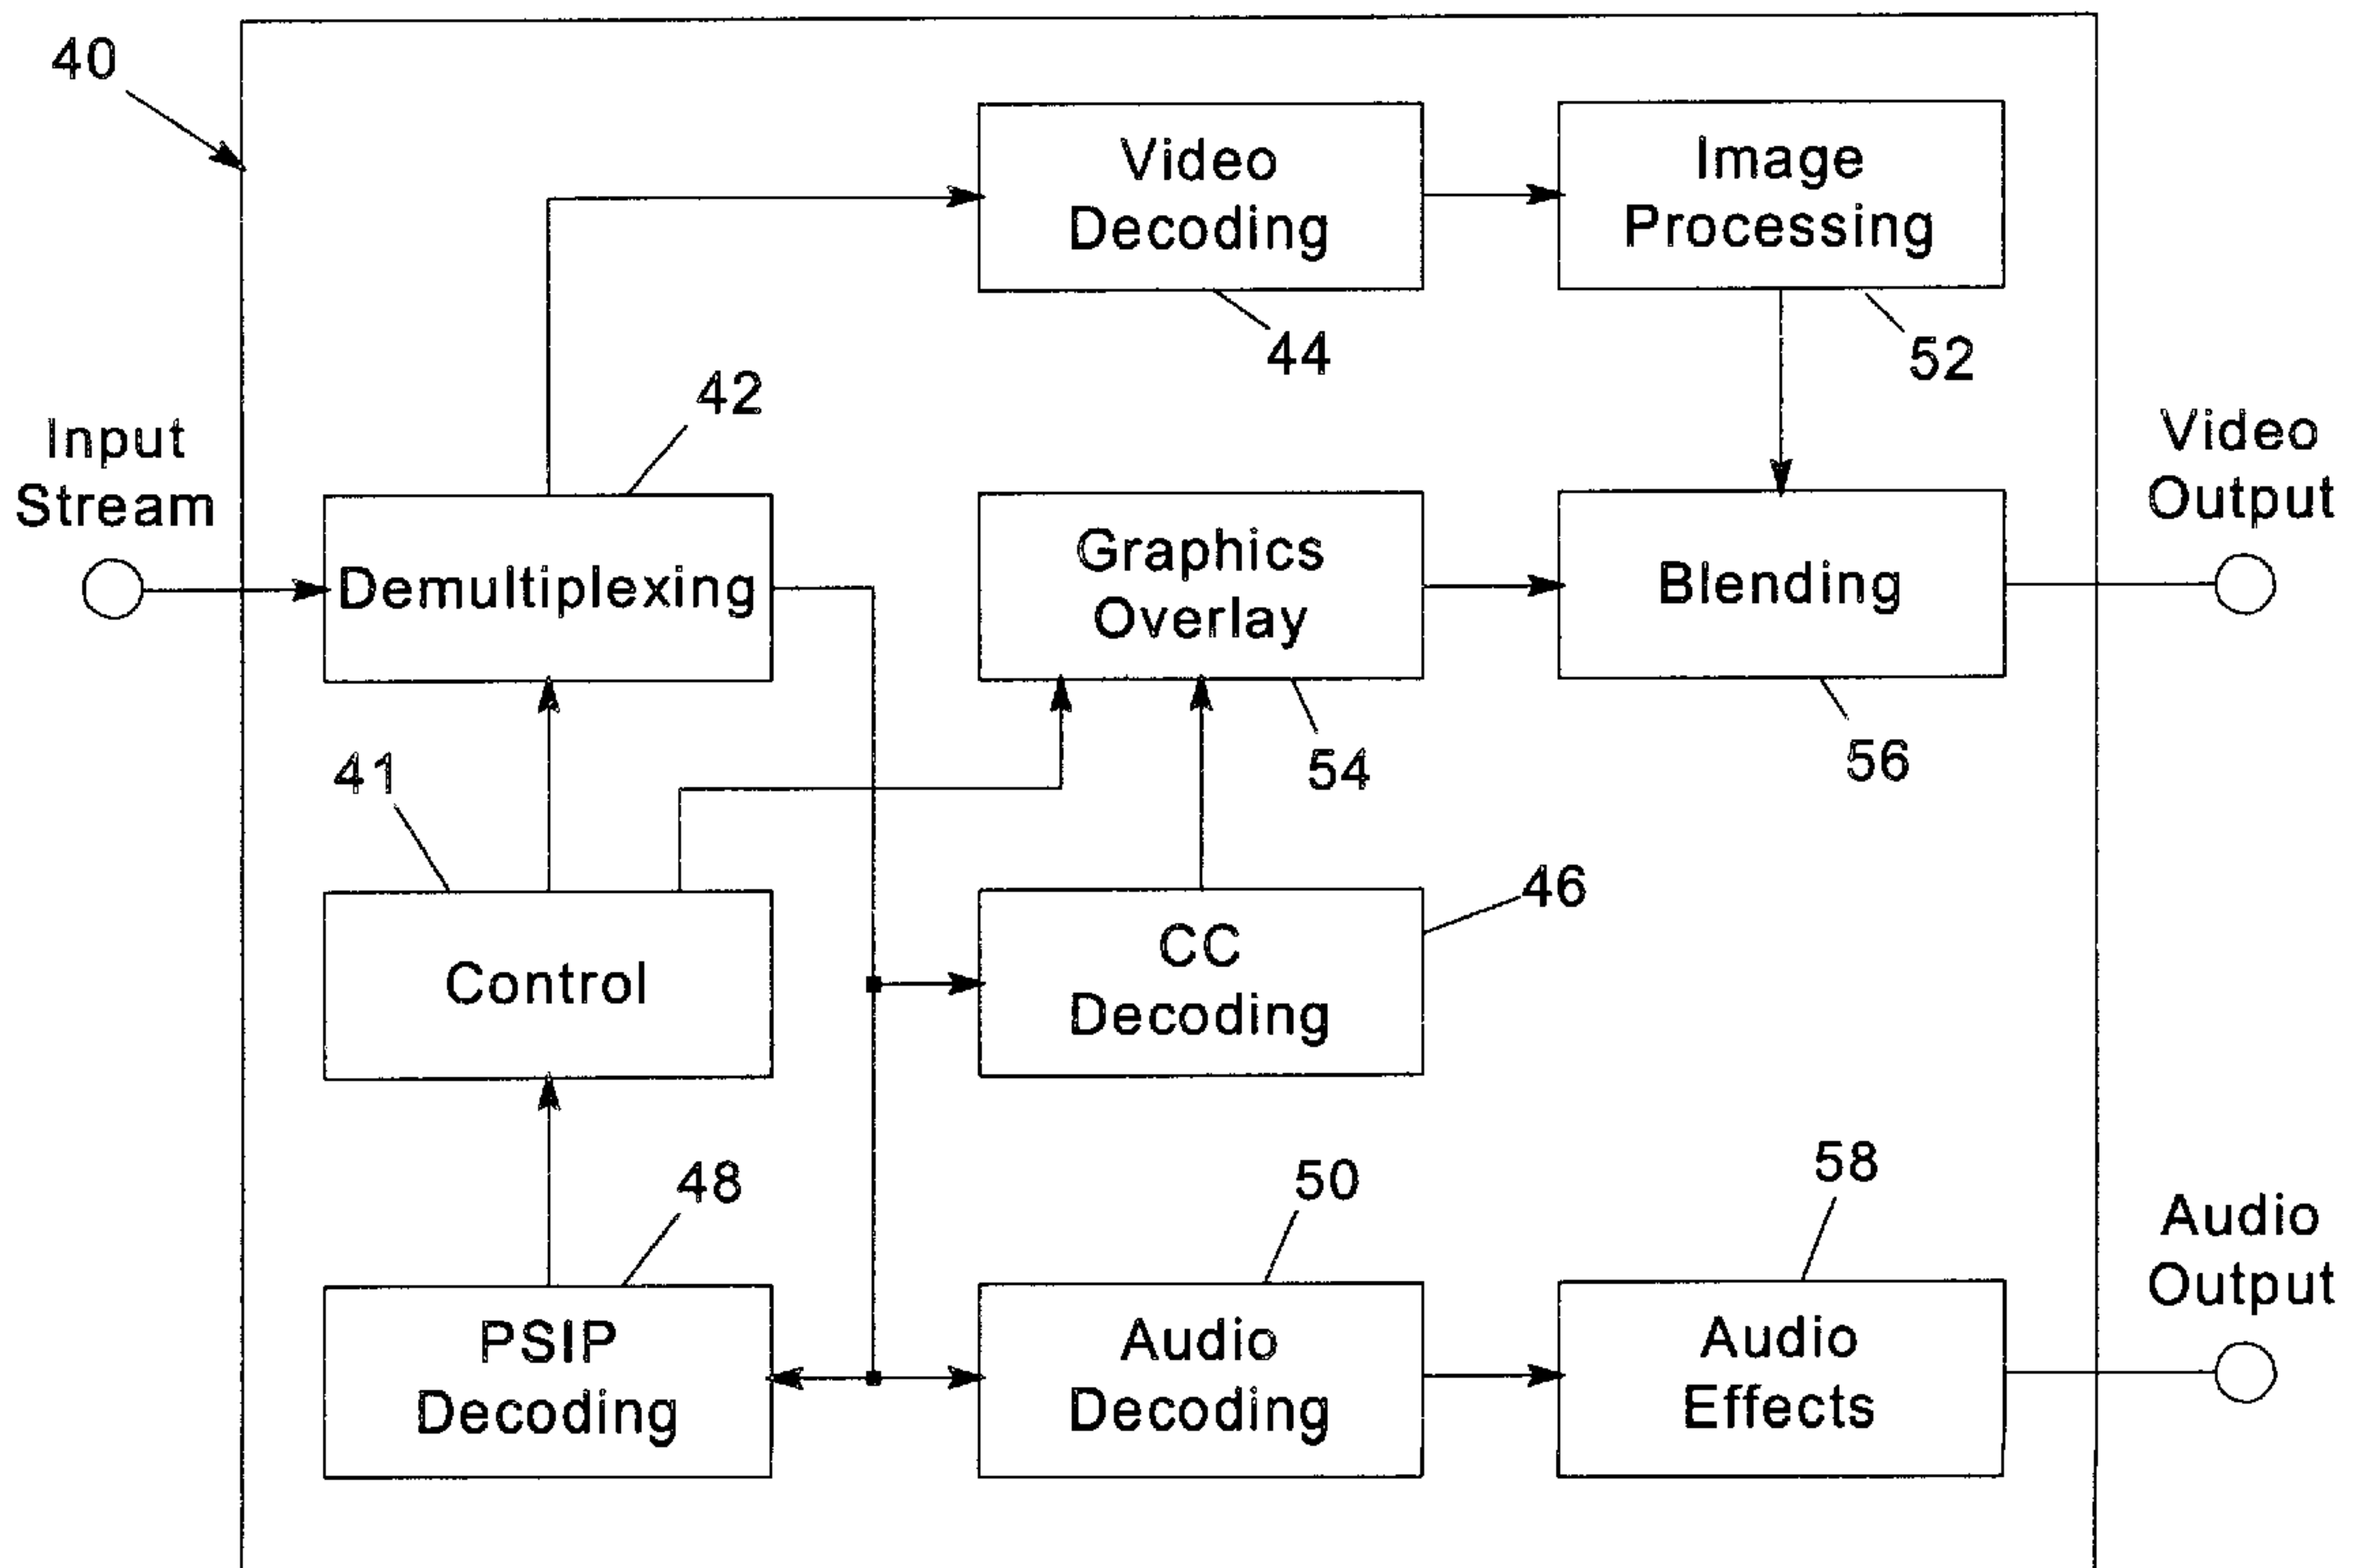 40
Video
Decoding
44
Image
Processing
52
Input
Stream
42
Demultiplexing
Graphics
Overlay
54
Blending
56
Video
Output
41
Control
CC
Decoding
46
48
PSIP
Decoding
50
Audio
Decoding
58
Audio
Effects
Audio
Output